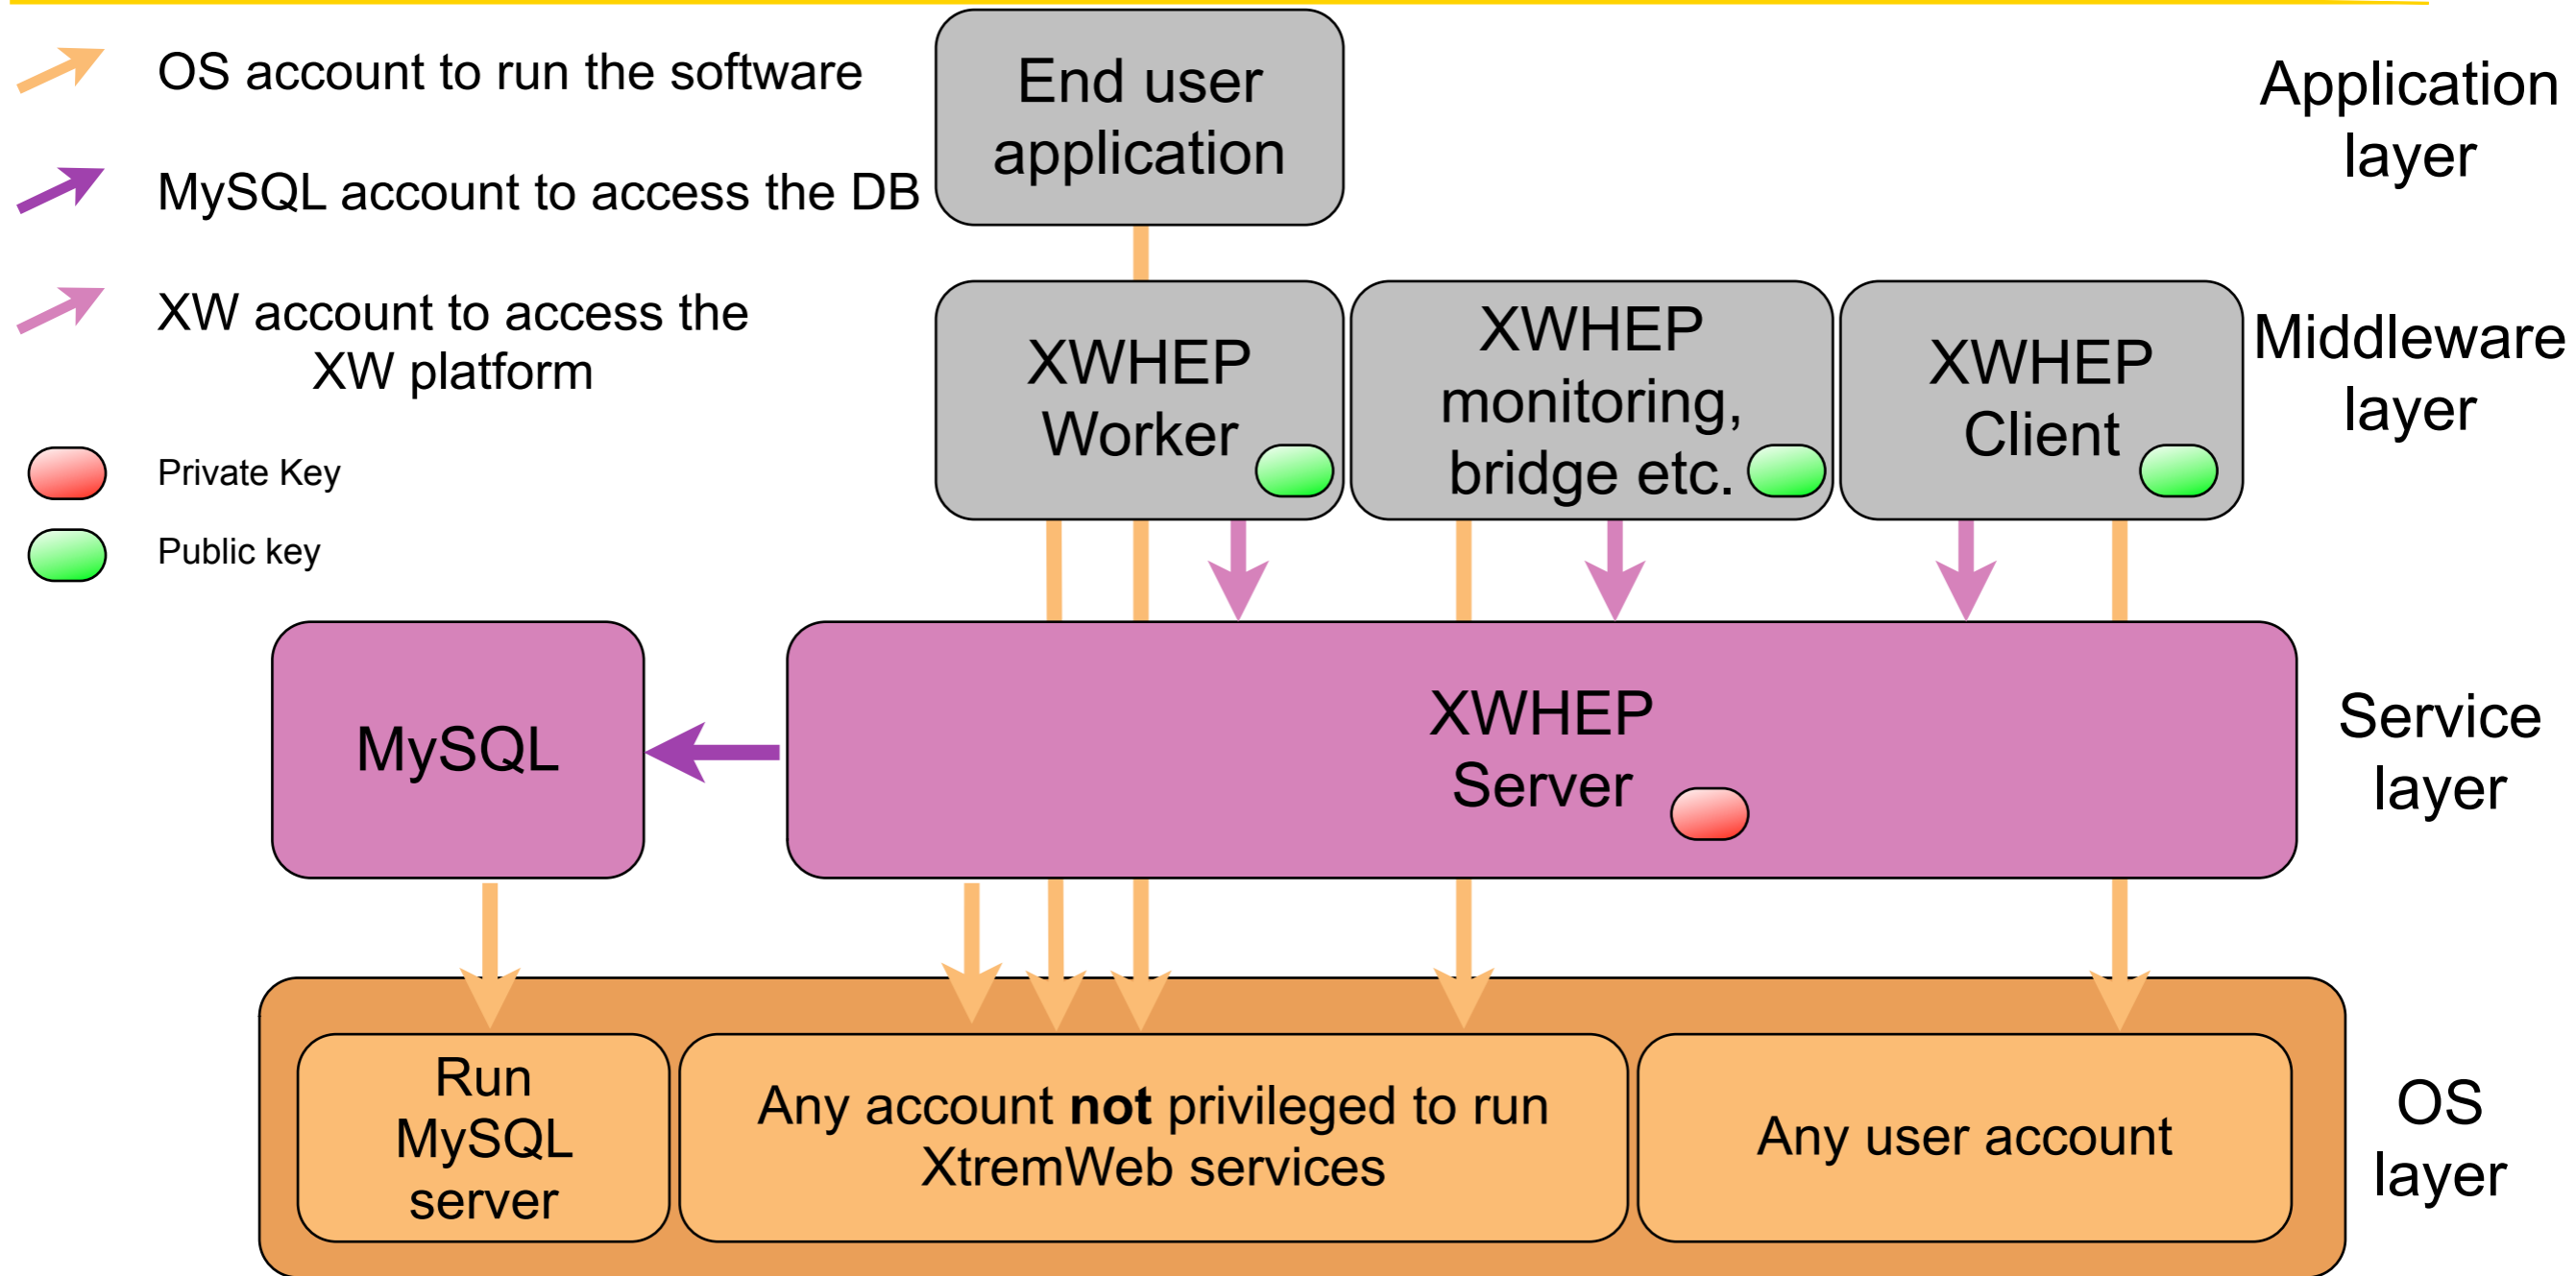 OS account to run the software
MySQL account to access the DB
XW account to access the
XW platform
Private Key
Public key
End user
application
Application
layer
XWHEP
Worker
XWHEP
monitoring,
bridge etc.
XWHEP
Client
Middleware
layer
MySQL
XWHEP
Server
Service
layer
Run
MySQL
server
Any account not privileged to run
XtremWeb services
Any user account
OS
layer